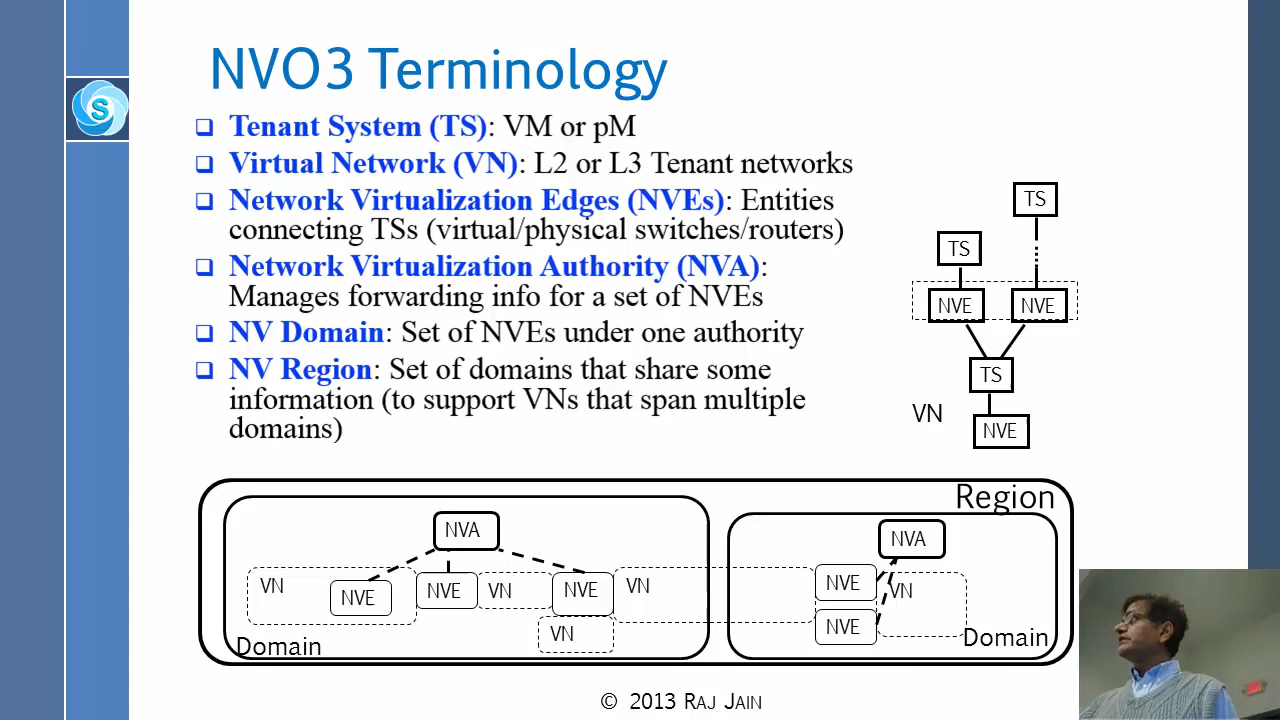 NVO3 Terminology
S
❑ Tenant System (TS): VM or pM
❑ Virtual Network (VN): L2 or L3 Tenant networks
❑ Network Virtualization Edges (NVEs): Entities
connecting TSs (virtual/physical switches/routers)
❑ Network Virtualization Authority (NVA):
Manages forwarding info for a set of NVEs
❑ NV Domain: Set of NVEs under one authority
❑ NV Region: Set of domains that share some
information (to support VNs that span multiple
domains)
TS
TS
NVE NVE
TS
VN
NVE
Region
NVA
VN
NVE
NVE
VN
NVE
VN
VN
Domain
NVA
NVE
VN
NVE
Domain
© 2013 RAJ JAIN